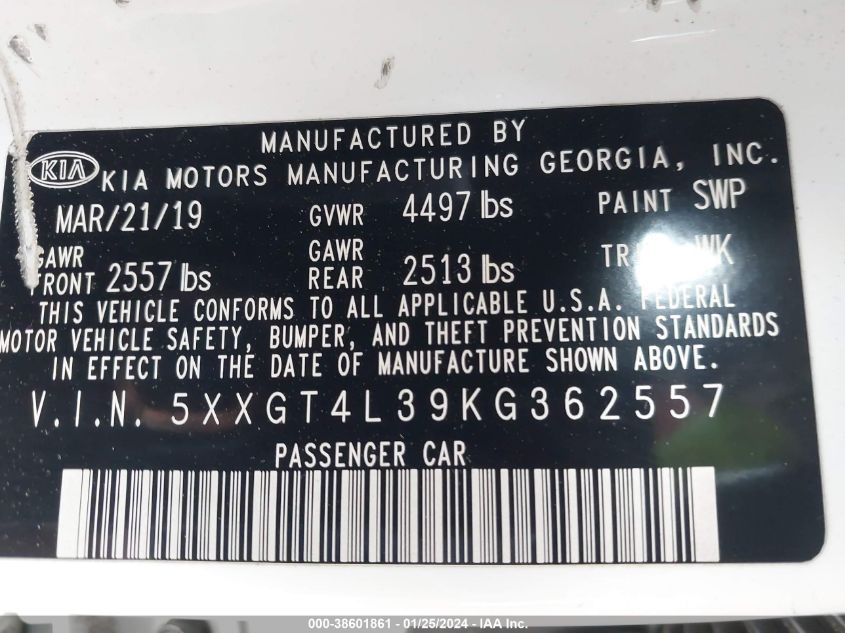 MANUFACTURED BY
KIA KIA MOTORS MANUFACTURING GEORGIA, INC.
MAR/21/19 GVWR 4497 lbs PAINT SWP
GAWR FRONT 2557 lbs GAWR REAR 2513 lbs WK
THIS VEHICLE CONFORMS TO ALL APPLICABLE U.S.A. FEDERAL
MOTOR VEHICLE SAFETY, BUMPER, AND THEFT PREVENTION STANDARDS
IN EFFECT ON THE DATE OF MANUFACTURE SHOWN ABOVE.
V.I.N. 5XXGT4L39KG362557
PASSENGER CAR
000-38601861 - 01/25/2024 - IAA Inc.